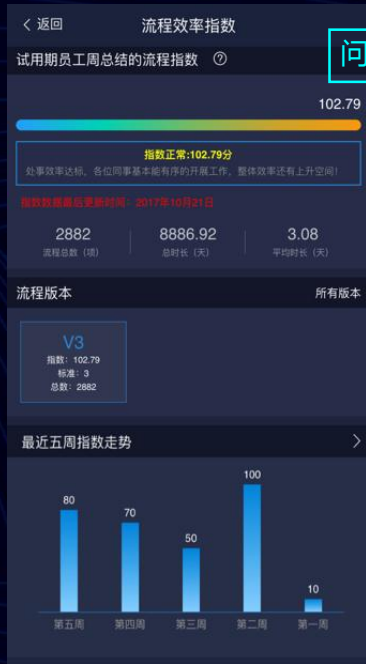 < 返回 流程效率指数
试用期员工周总结的流程指数 ?
问
102.79
指数正常:102.79分
处事效率达标、各位同事基本能有序的开展工作，整体效率还有上升空间!
指数数据最后更新时间：2017年10月21日
2882 8886.92 3.08
流程总数（项） 总时长（天） 平均时长（天）
流程版本 所有版本
V3
指数：102.79
标准：3
总数：2882
最近五周指数走势 >
100
80
70
50
10
第五周 第四周 第三周 第二周 第一周